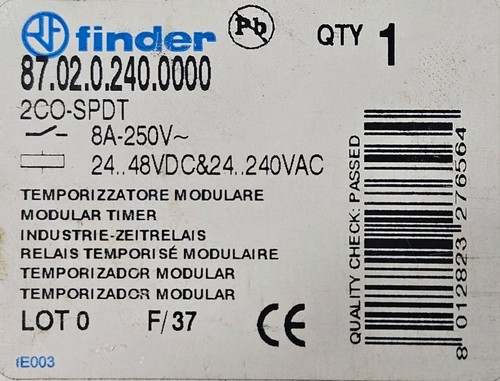 finder Pb QTY 1
87.02.0.240.0000
2CO-SPDT
8A-250V~
24..48VDC&24..240VAC
TEMPORIZZATORE MODULARE
MODULAR TIMER
INDUSTRIE-ZEITRELAIS
RELAIS TEMPORISÉ MODULAIRE
TEMPORIZADOR MODULAR
TEMPORIZADOR MODULAR
LOT 0 F/37 CE
IE003
QUALITY CHECK: PASSED
8 012823 276564